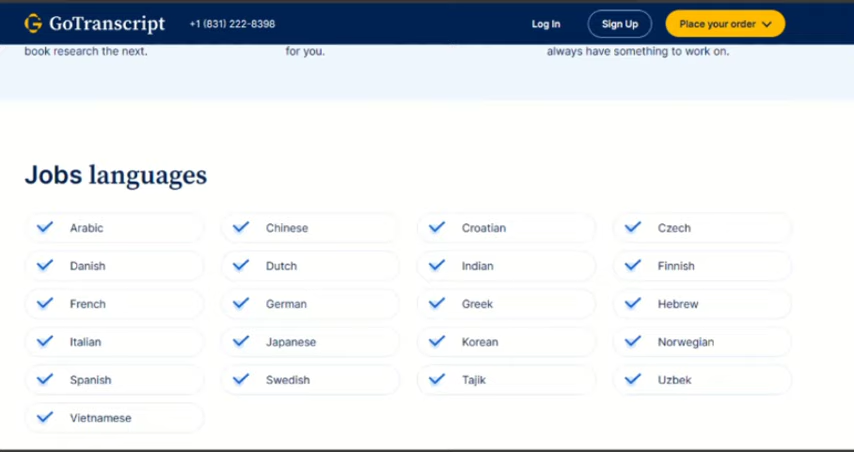 GoTranscript +1 (831) 222-8398 Log In Sign Up Place your order
book research the next. for you. always have something to work on.
Jobs languages
Arabic Chinese Croatian Czech
Danish Dutch Indian Finnish
French German Greek Hebrew
Italian Japanese Korean Norwegian
Spanish Swedish Tajik Uzbek
Vietnamese